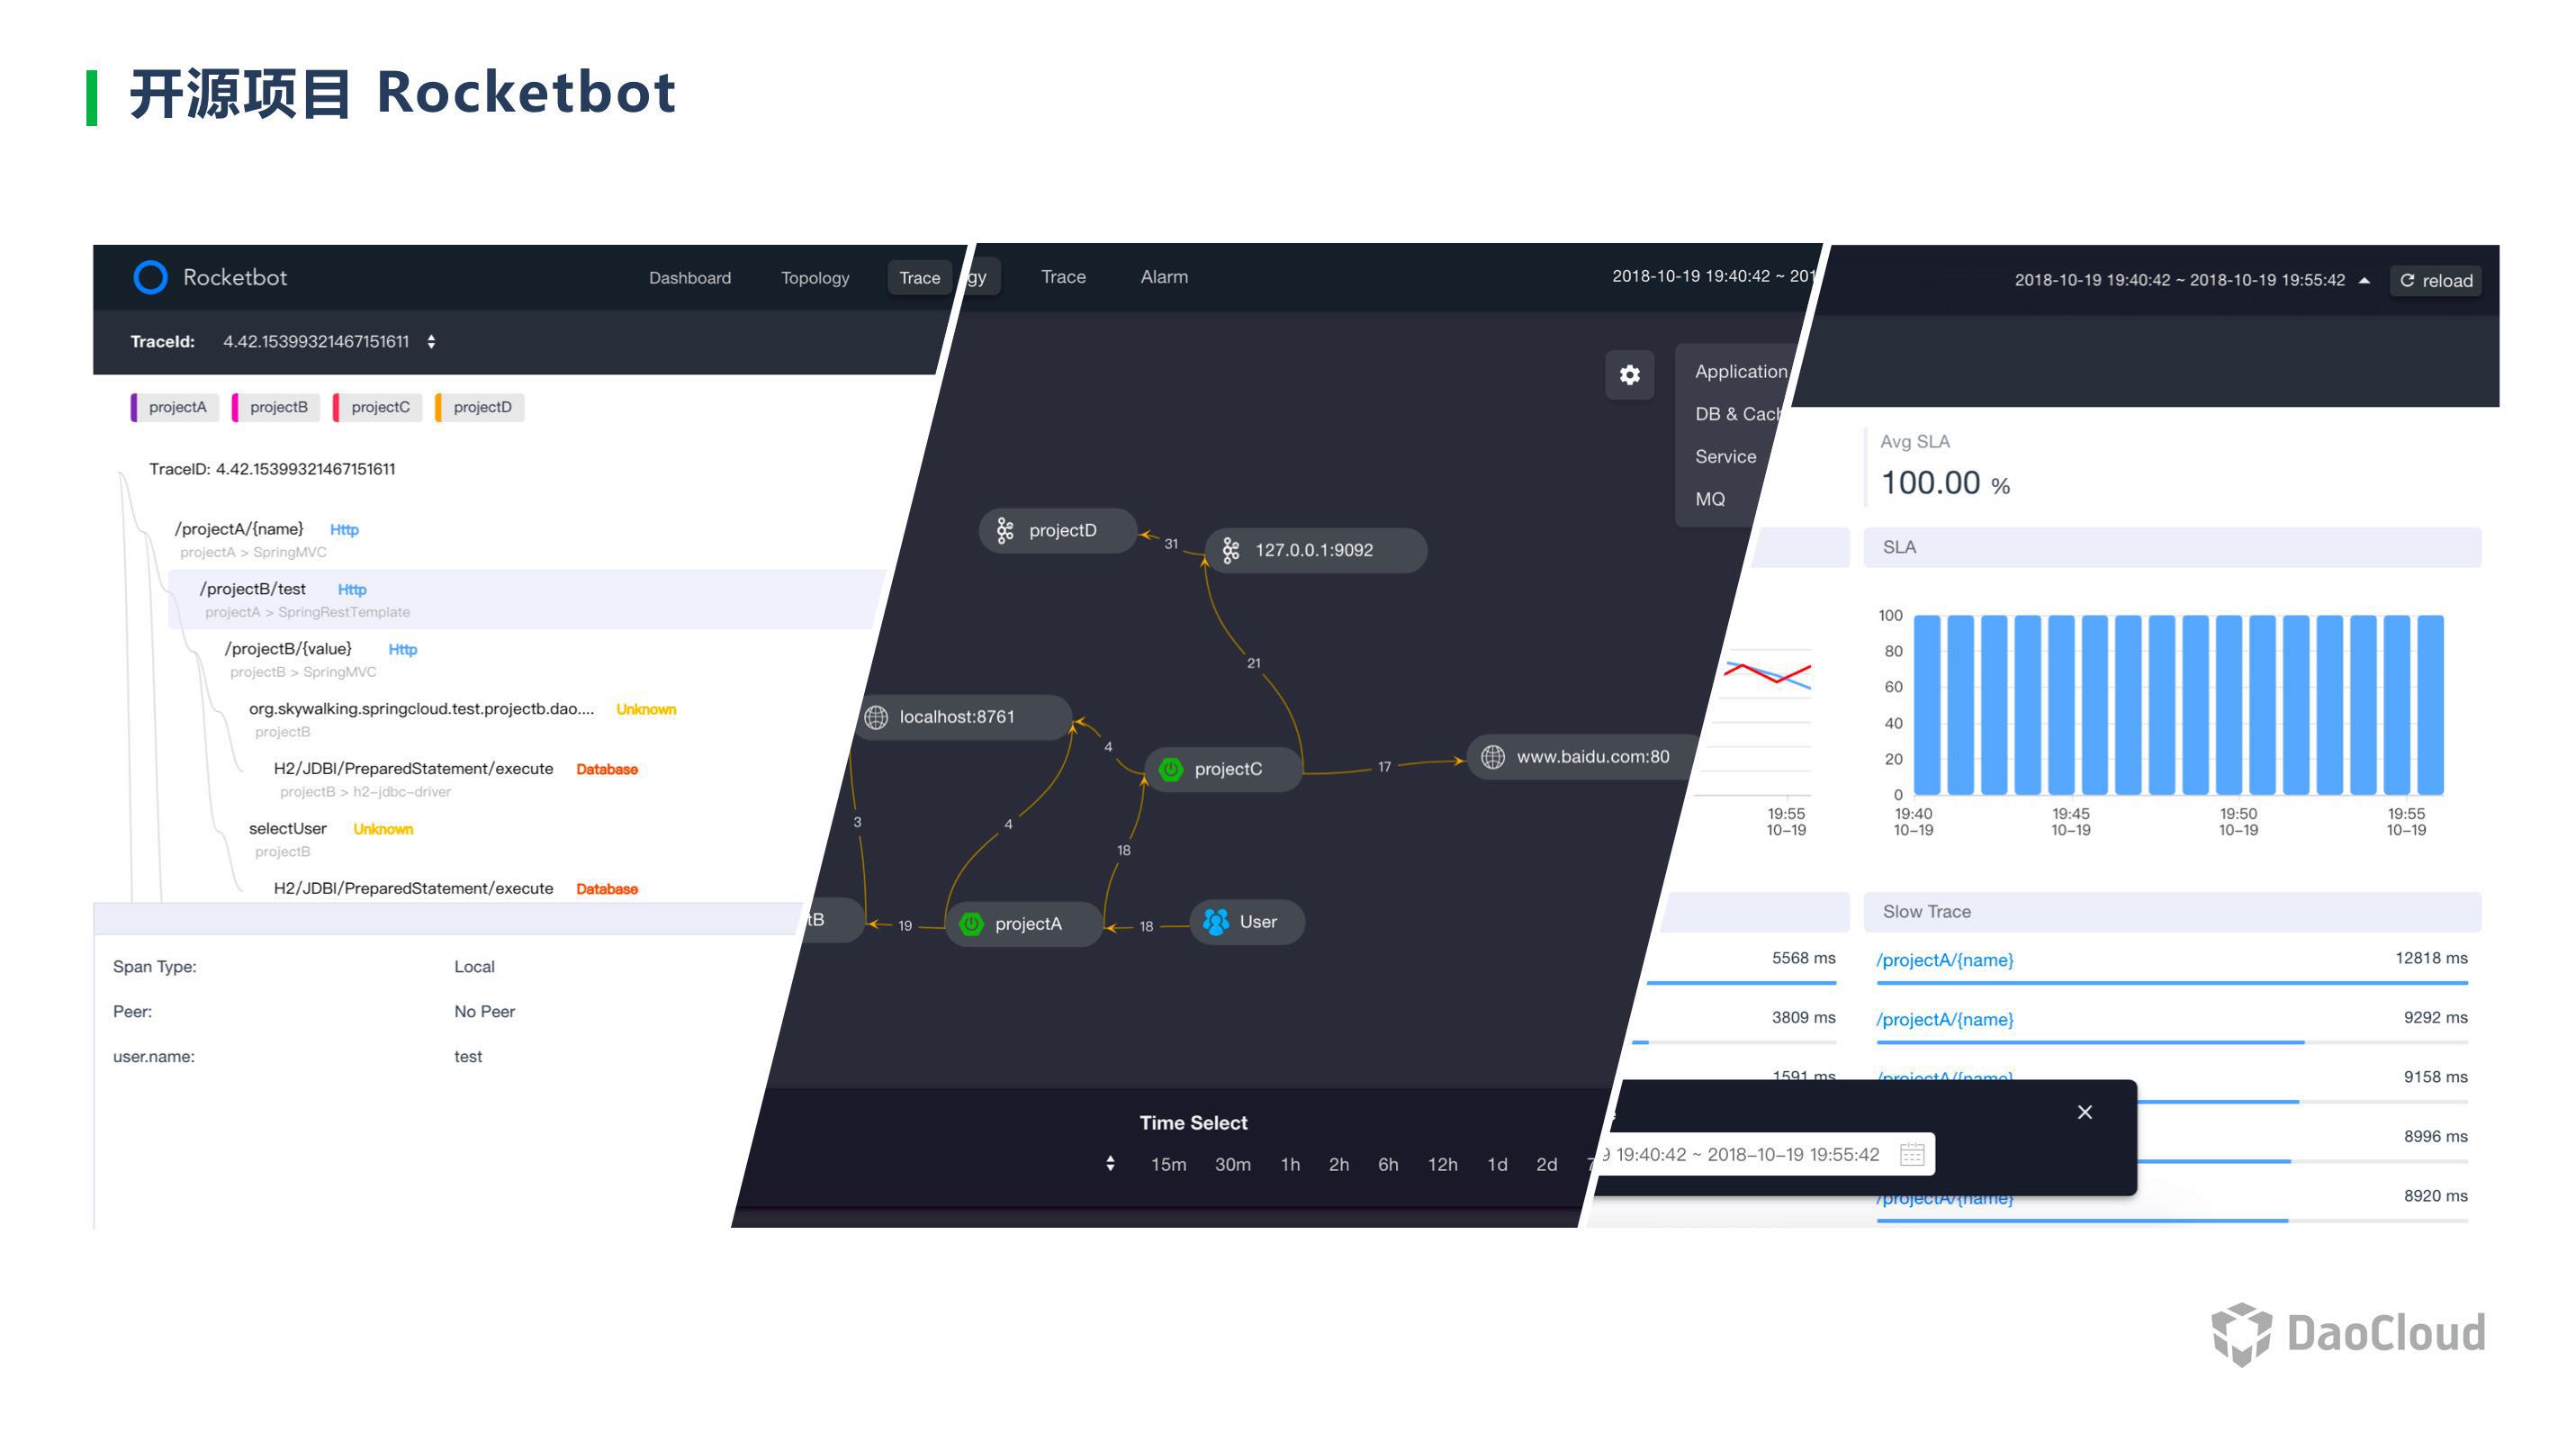 开源项目 Rocketbot
Rocketbot
Dashboard
Topology
Trace
TraceId: 4.42.15399321467151611
projectA
projectB
projectC
projectD
TraceID: 4.42.15399321467151611
/projectA/{name} Http
projectA > SpringMVC
/projectB/test Http
projectA > SpringRestTemplate
/projectB/{value} Http
projectB > SpringMVC
org.skywalking.springcloud.test.projectb.dao.... Unknown
projectB
H2/JDBI/PreparedStatement/execute Database
projectB > h2-jdbc-driver
selectUser Unknown
projectB
H2/JDBI/PreparedStatement/execute Database
Span Type: Local
Peer: No Peer
user.name: test
gy
Trace
Alarm
2018-10-19 19:40:42 ~ 201
Application
DB & Cach
Service
MQ
projectD
31
127.0.0.1:9092
21
localhost:8761
4
projectC
17
www.baidu.com:80
3
4
18
tB
19
projectA
18
User
Time Select
15m 30m 1h 2h 6h 12h 1d 2d 7
2018-10-19 19:40:42 ~ 2018-10-19 19:55:42
reload
Avg SLA
100.00 %
SLA
100
80
60
40
20
0
19:55
10-19
19:40
10-19
19:45
10-19
19:50
10-19
19:55
10-19
Slow Trace
5568 ms
3809 ms
1591 ms
/projectA/{name} 12818 ms
/projectA/{name} 9292 ms
/projectA/{name} 9158 ms
8996 ms
/projectA/{name} 8920 ms
9 19:40:42 ~ 2018-10-19 19:55:42
DaoCloud